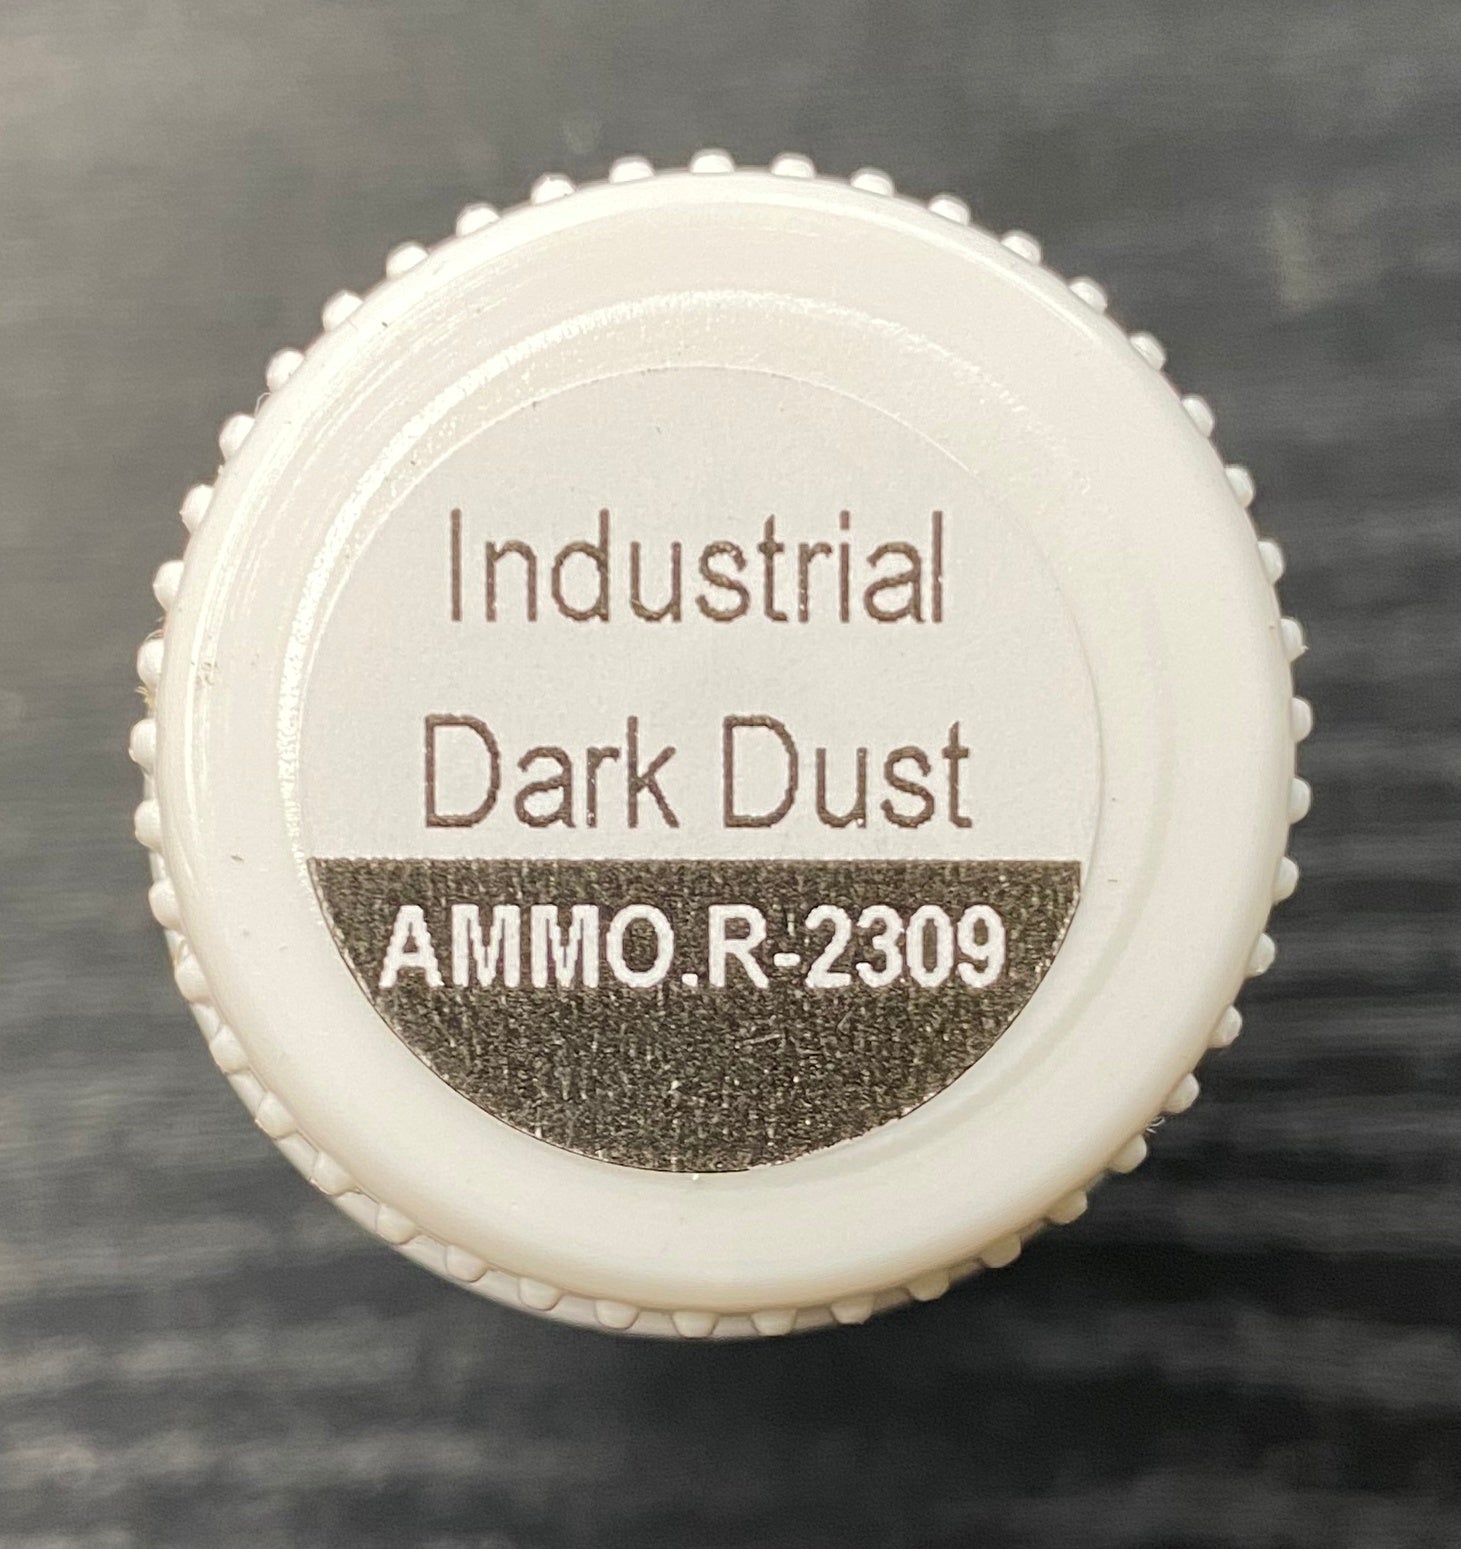 Industrial
Dark Dust
AMMO.R-2309